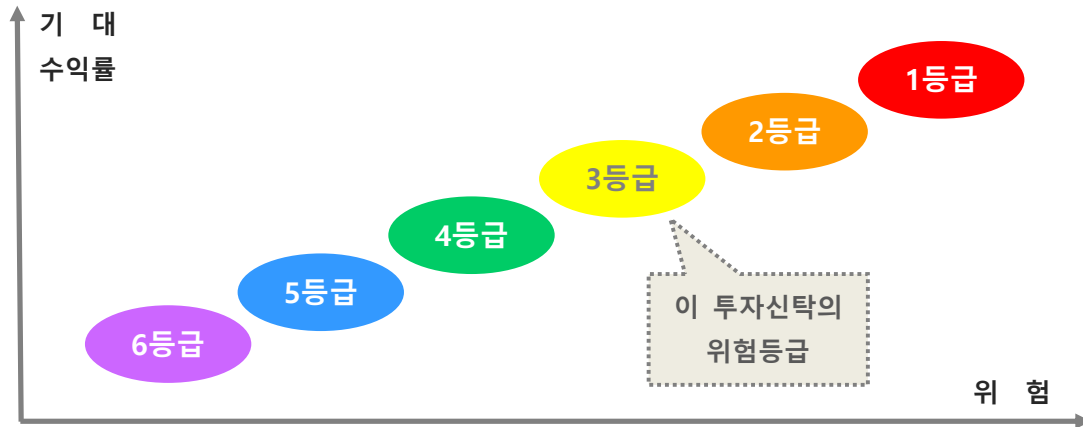 기 대
수익률
1등급
2등급
3등급
4등급
5등급
6등급
이 투자신탁의
위험등급
위 험